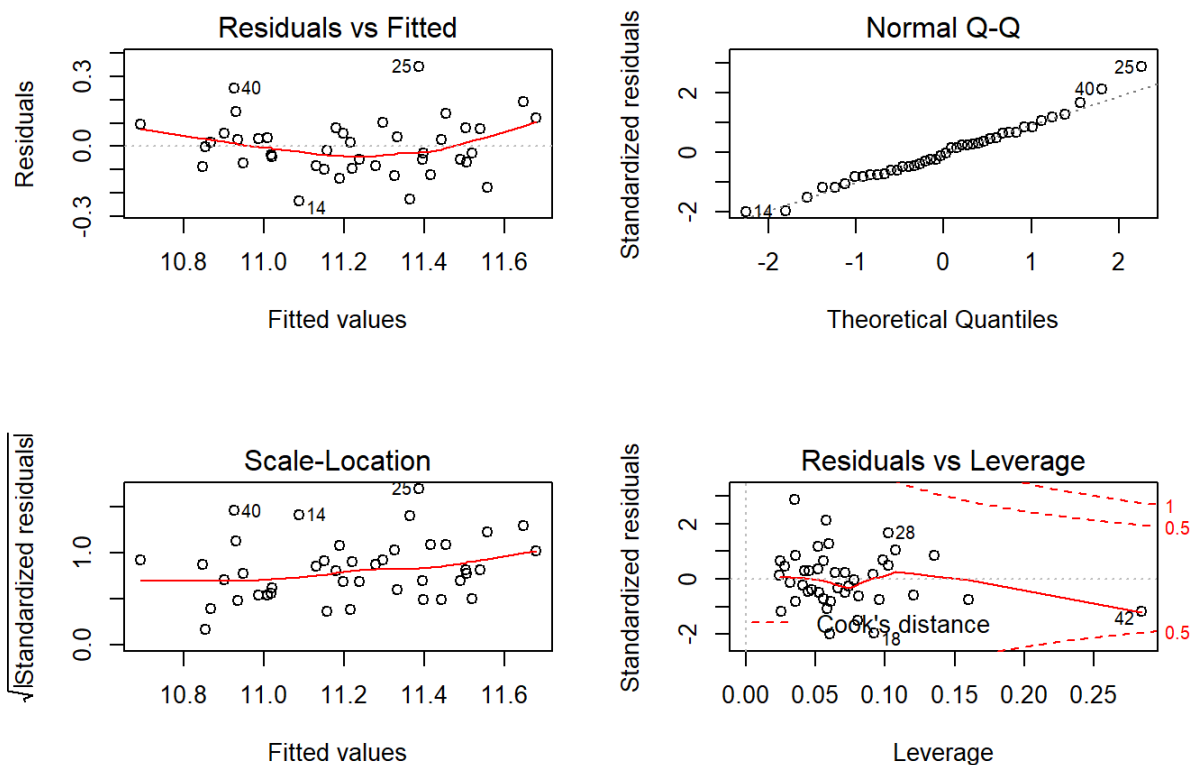 Residuals vs Fitted
Residuals
0.3
0.0
-0.3
25
40
14
10.8 11.0 11.2 11.4 11.6
Fitted values
Normal Q-Q
Standardized residuals
2
0
-2
25
40
14
-2 -1 0 1 2
Theoretical Quantiles
Scale-Location
√|Standardized residuals|
1.0
0.0
25
40
14
10.8 11.0 11.2 11.4 11.6
Fitted values
Residuals vs Leverage
Standardized residuals
2
0
-2
1
0.5
28
42
0.5
Cook's distance
18
0.00 0.05 0.10 0.15 0.20 0.25
Leverage